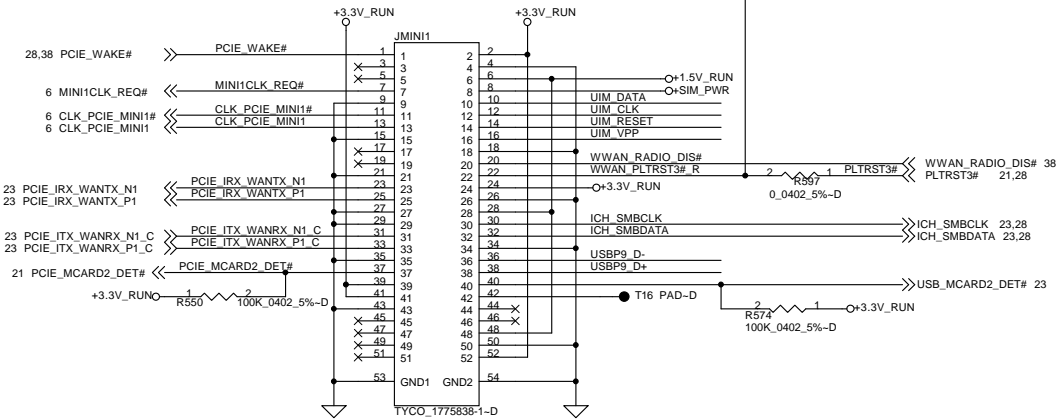 +3.3V_RUN +3.3V_RUN
JMINI1
28,38 PCIE_WAKE# PCIE_WAKE# 1 1 2 2
3 3 4 4
5 5 6 6 +1.5V_RUN
6 MINI1CLK_REQ# MINI1CLK_REQ# 7 7 8 8 +SIM_PWR
9 9 10 10 UIM_DATA
6 CLK_PCIE_MINI1# CLK_PCIE_MINI1# 11 11 12 12 UIM_CLK
6 CLK_PCIE_MINI1 CLK_PCIE_MINI1 13 13 14 14 UIM_RESET
15 15 16 16 UIM_VPP
17 17 18 18
19 19 20 20 WWAN_RADIO_DIS# WWAN_RADIO_DIS# 38
21 21 22 22 WWAN_PLTRST3#_R 2 1 PLTRST3# PLTRST3# 21,28
R597
0_0402_5%~D
23 PCIE_IRX_WANTX_N1 PCIE_IRX_WANTX_N1 23 23 24 24 +3.3V_RUN
23 PCIE_IRX_WANTX_P1 PCIE_IRX_WANTX_P1 25 25 26 26
27 27 28 28
29 29 30 30 ICH_SMBCLK ICH_SMBCLK 23,28
23 PCIE_ITX_WANRX_N1_C PCIE_ITX_WANRX_N1_C 31 31 32 32 ICH_SMBDATA ICH_SMBDATA 23,28
23 PCIE_ITX_WANRX_P1_C PCIE_ITX_WANRX_P1_C 33 33 34 34
35 35 36 36 USBP9_D-
21 PCIE_MCARD2_DET# PCIE_MCARD2_DET# 37 37 38 38 USBP9_D+
39 39 40 40 USB_MCARD2_DET# 23
+3.3V_RUN 1 2 41 41 42 42 T16 PAD~D
R550 100K_0402_5%~D
43 43 44 44 2 1 +3.3V_RUN
R574
100K_0402_5%~D
45 45 46 46
47 47 48 48
49 49 50 50
51 51 52 52
53 GND1 GND2 54
TYCO_1775838-1~D